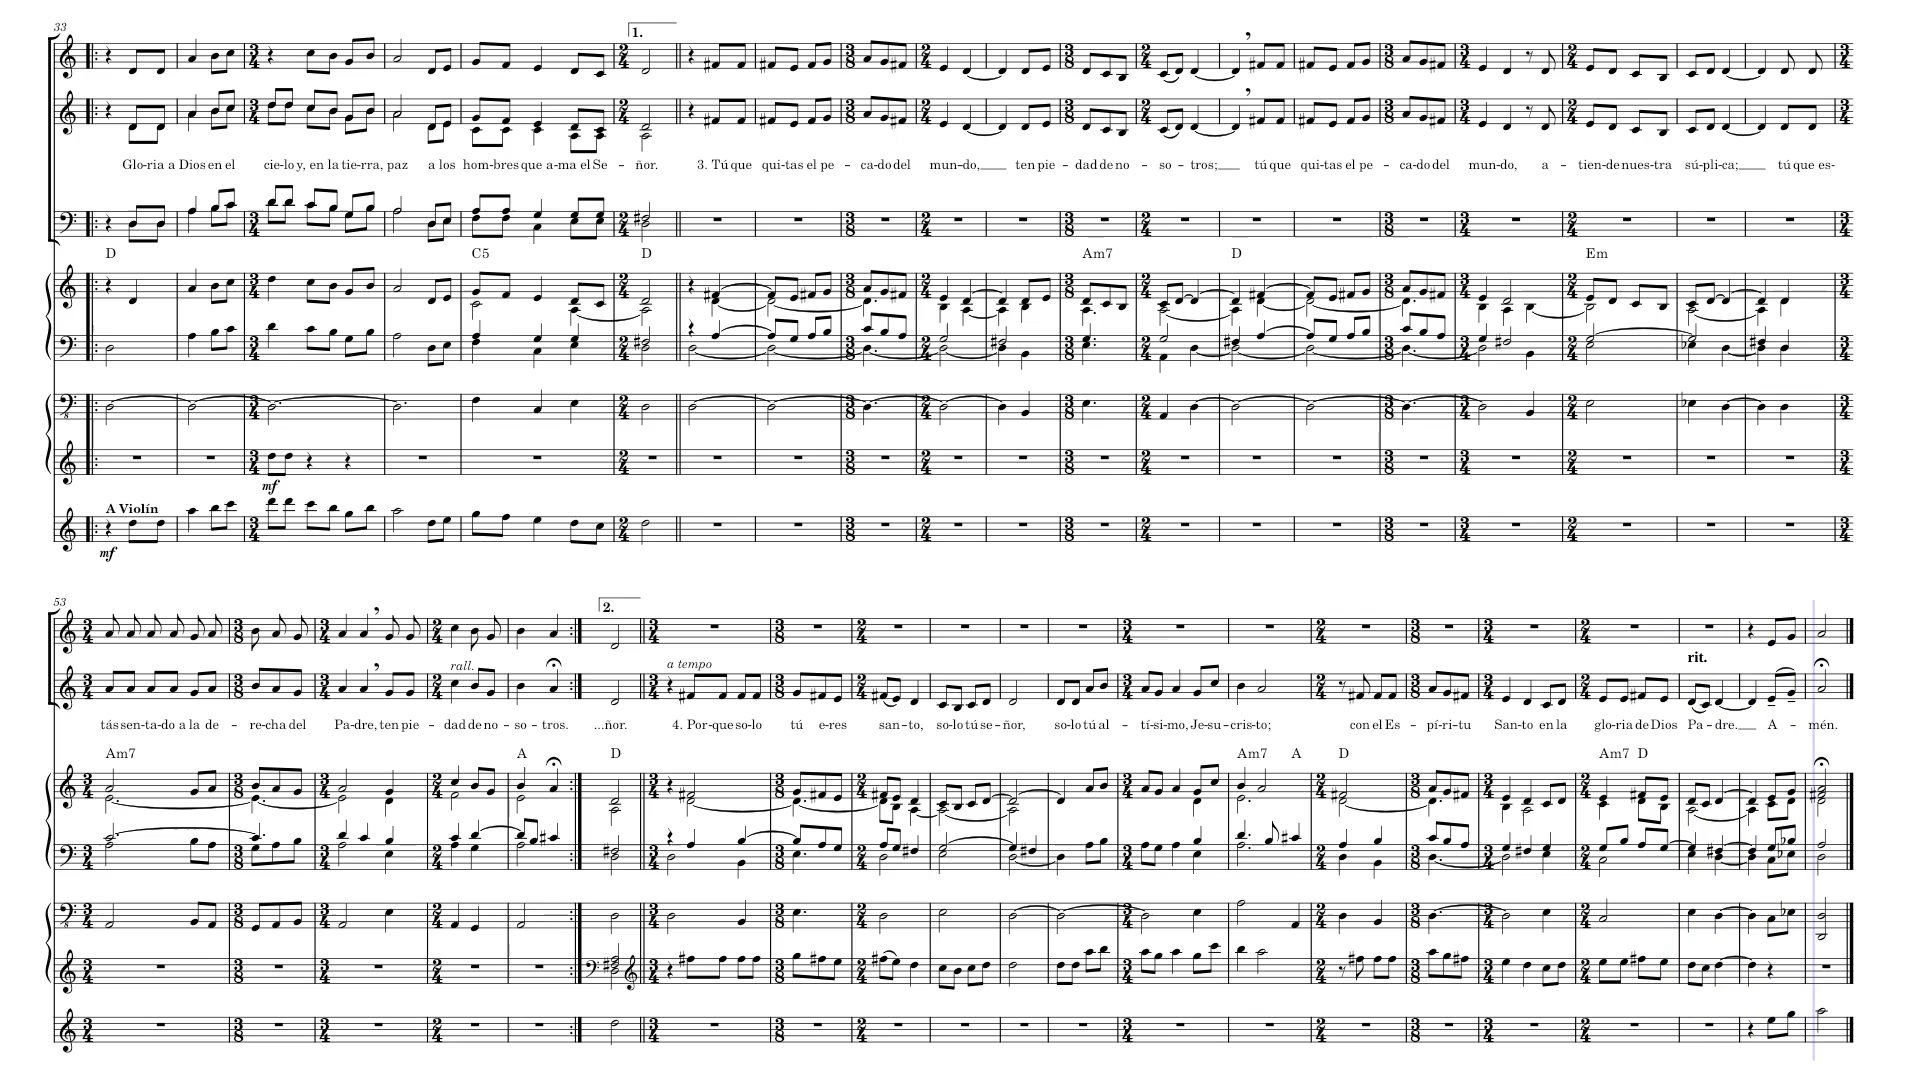 33
1.
Glo-ria a Dios en el cie-lo y, en la tie-rra, paz a los hom-bres que a-ma el Se - ñor. 3. Tú que qui-tas el pe - ca-do del mun-do, ten pie - dad de no - so - tros; tú que qui-tas el pe - ca-do del mun-do, a - tien-de nues-tra sú-pli-ca; tú que es-
D C5 D Am7 D Em
mf
A Violín
mf
53
2.
rall. a tempo rit.
tás sen-ta-do a la de - re-cha del Pa-dre, ten pie - dad de no - so - tros. ...ñor. 4. Por-que so-lo tú e-res san-to, so-lo tú se-ñor, so-lo tú al - tí-si-mo, Je-su - cris-to; con el Es - pí-ri-tu San-to en la glo-ria de Dios Pa - dre. A - mén.
Am7 A D Am7 A D Am7 D